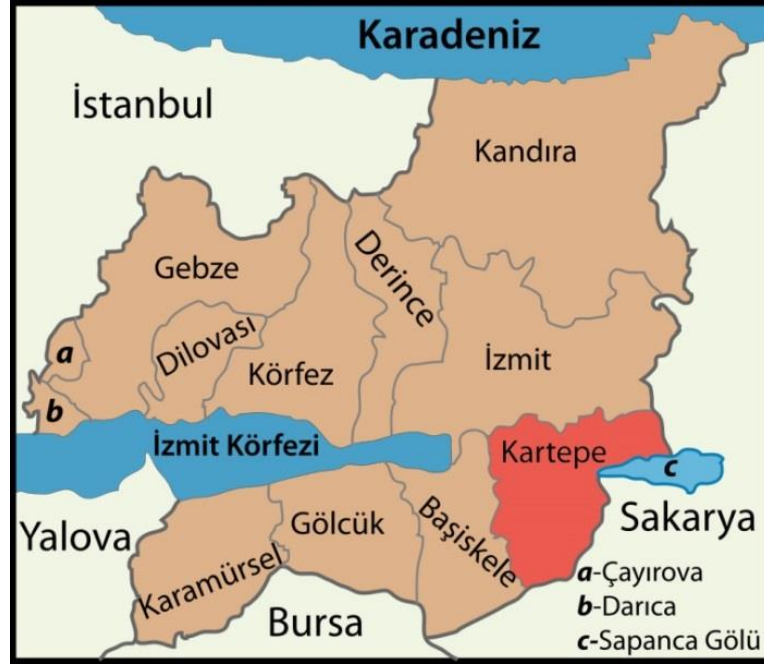 Karadeniz
İstanbul
Kandıra
Gebze
Derince
Dilovası
a
Körfez
İzmit
b
İzmit Körfezi
Kartepe
c
Yalova
Gölcük
Başiskele
Sakarya
Karamürsel
Bursa
a-Çayırova
b-Darıca
c-Sapanca Gölü